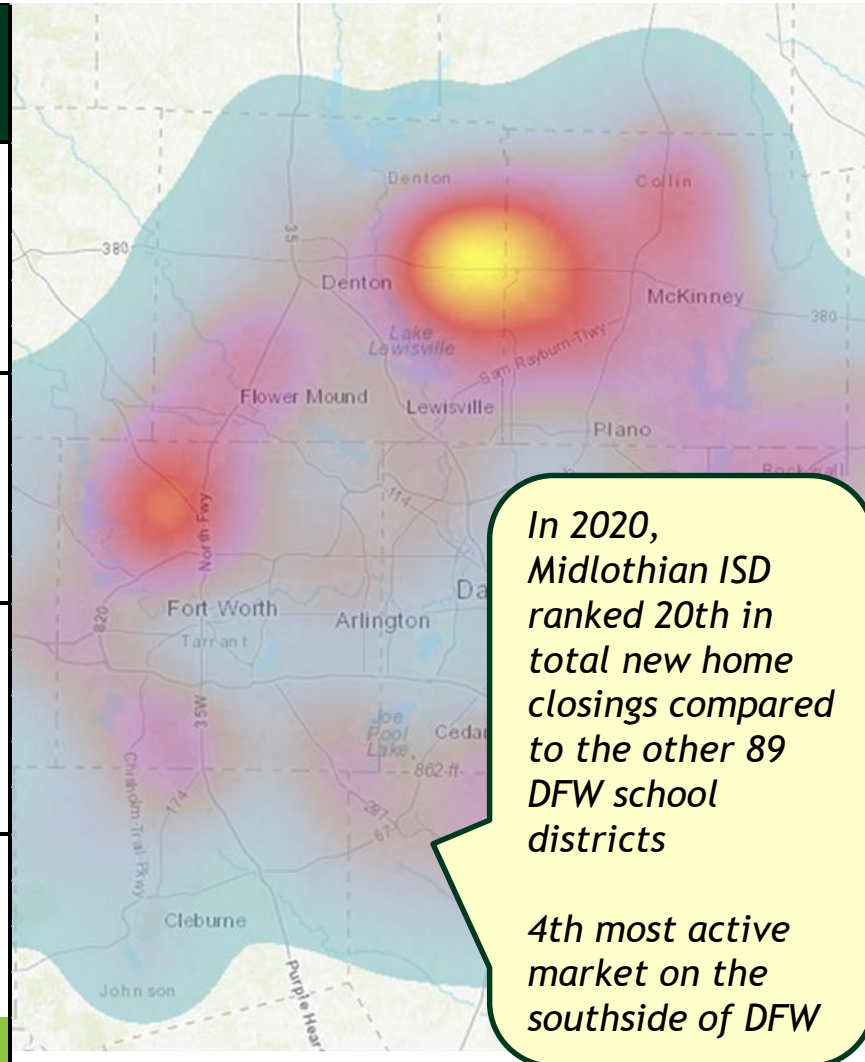 Denton
Collin
35
380
Denton
McKinney
380
Lake
Lewisville
Sam-Rayburn-Tlwy
Flower Mound
Lewisville
Plano
Rockwall
114
North-Fwy
820
Fort Worth
Arlington
Tarrant
35W
Joe
Pool
Lake
862-ft
Chisholm-Trail-Pkwy
174
287
67
Cleburne
Johnson
In 2020,
Midlothian ISD
ranked 20th in
total new home
closings compared
to the other 89
DFW school
districts
4th most active
market on the
southside of DFW